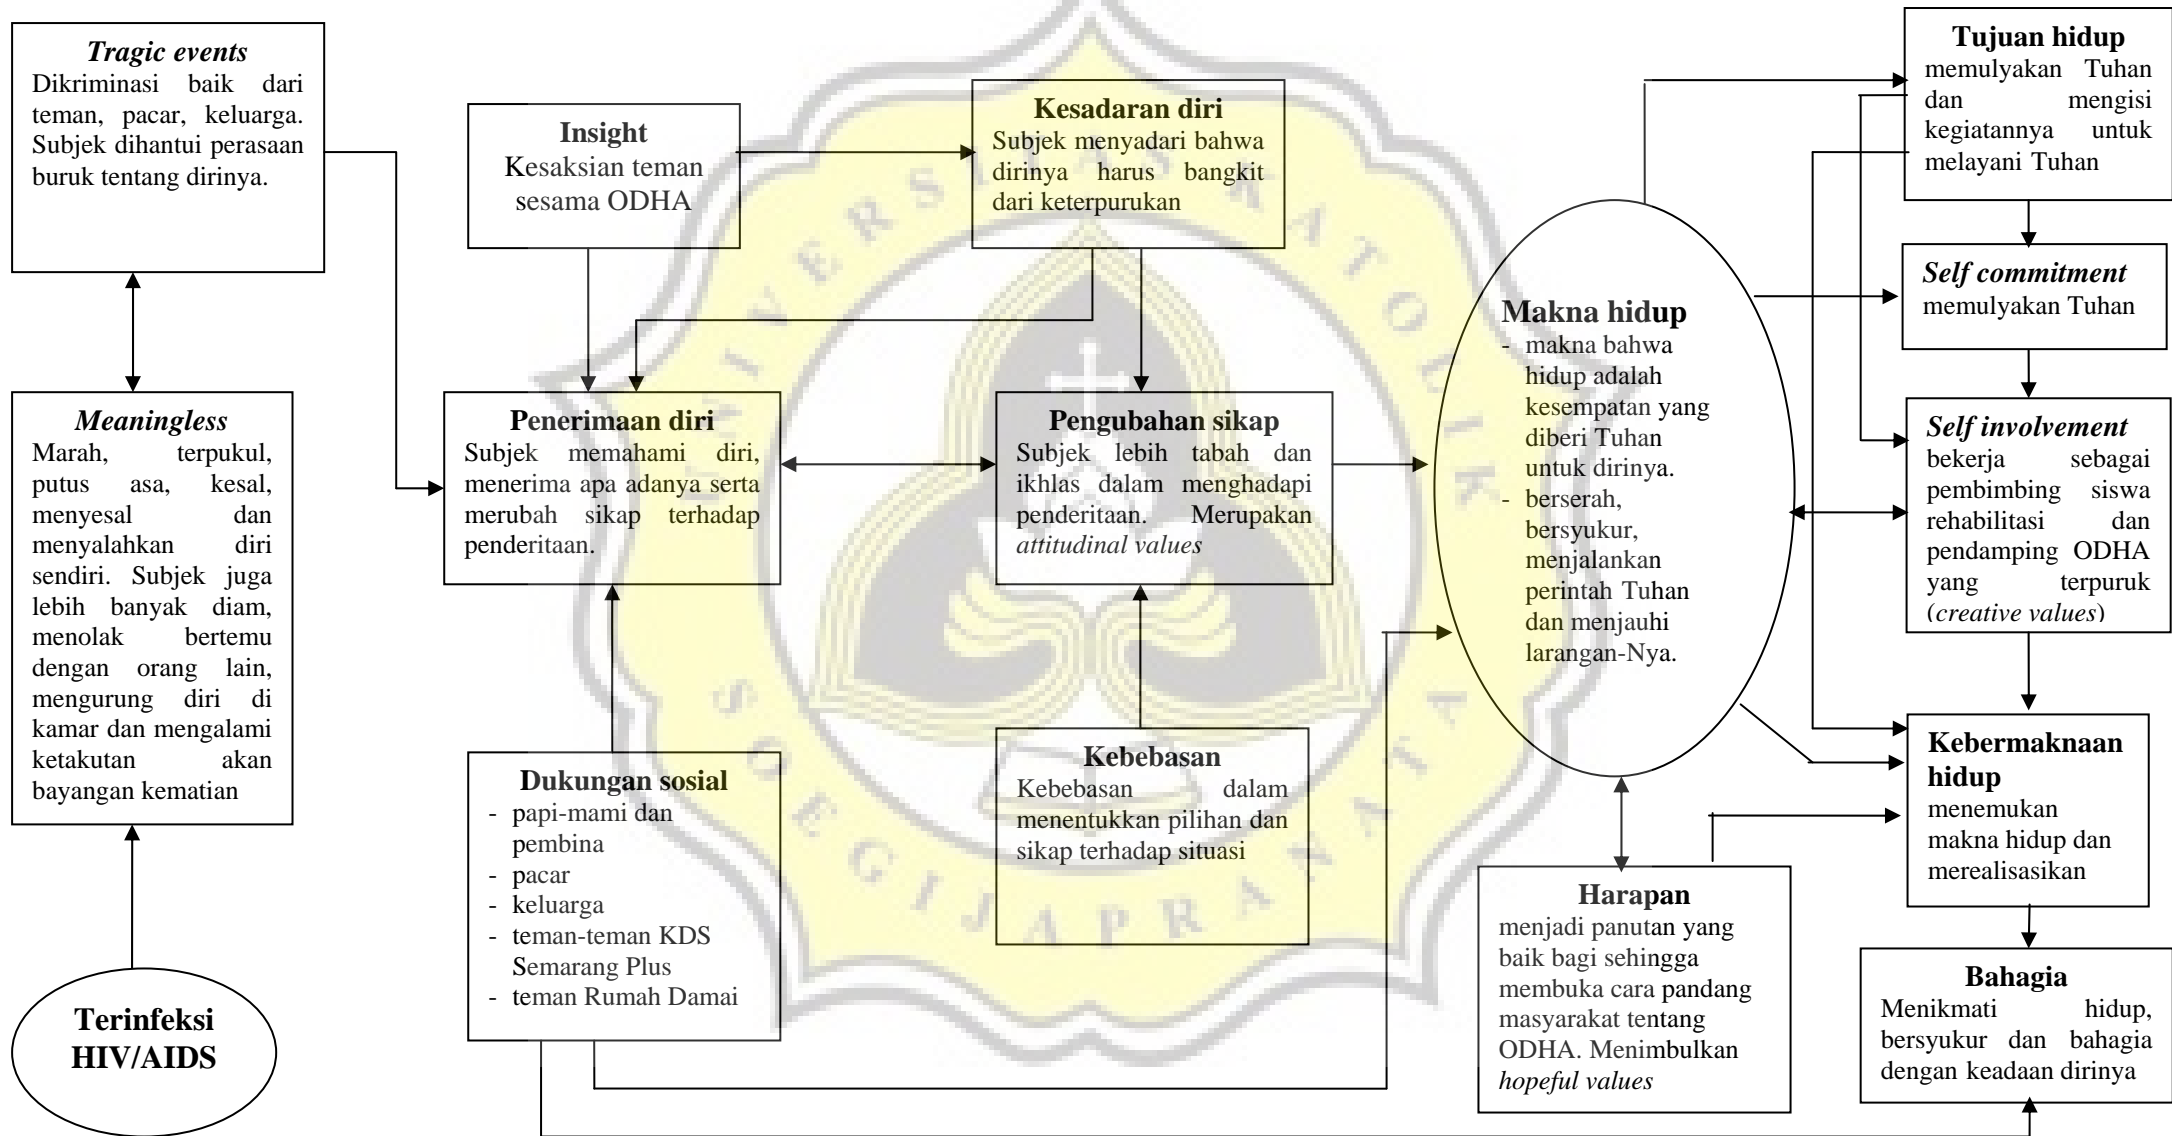 Tragic events
Dikriminasi baik dari
teman, pacar, keluarga.
Subjek dihantui perasaan
buruk tentang dirinya.
Meaningless
Marah, terpukul,
putus asa, kesal,
menyesal dan
menyalahkan diri
sendiri. Subjek juga
lebih banyak diam,
menolak bertemu
dengan orang lain,
mengurung diri di
kamar dan mengalami
ketakutan akan
bayangan kematian
Terinfeksi
HIV/AIDS
Insight
Kesaksian teman
sesama ODHA
Kesadaran diri
Subjek menyadari bahwa
dirinya harus bangkit
dari keterpurukan
Penerimaan diri
Subjek memahami diri,
menerima apa adanya serta
merubah sikap terhadap
penderitaan.
Pengubahan sikap
Subjek lebih tabah dan
ikhlas dalam menghadapi
penderitaan. Merupakan
attitudinal values
Dukungan sosial
- papi-mami dan
pembina
- pacar
- keluarga
- teman-teman KDS
Semarang Plus
- teman Rumah Damai
Kebebasan
Kebebasan dalam
menentukkan pilihan dan
sikap terhadap situasi
Makna hidup
- makna bahwa
hidup adalah
kesempatan yang
diberi Tuhan
untuk dirinya.
- berserah,
bersyukur,
menjalankan
perintah Tuhan
dan menjauhi
larangan-Nya.
Harapan
menjadi panutan yang
baik bagi sehingga
membuka cara pandang
masyarakat tentang
ODHA. Menimbulkan
hopeful values
Tujuan hidup
memulyakan Tuhan
dan mengisi
kegiatannya untuk
melayani Tuhan
Self commitment
memulyakan Tuhan
Self involvement
bekerja sebagai
pembimbing siswa
rehabilitasi dan
pendamping ODHA
yang terpuruk
(creative values)
Kebermaknaan
hidup
menemukan
makna hidup dan
merealisasikan
Bahagia
Menikmati hidup,
bersyukur dan bahagia
dengan keadaan dirinya
UNIVERSITAS KATOLIK
SOEGIJAPRANATA